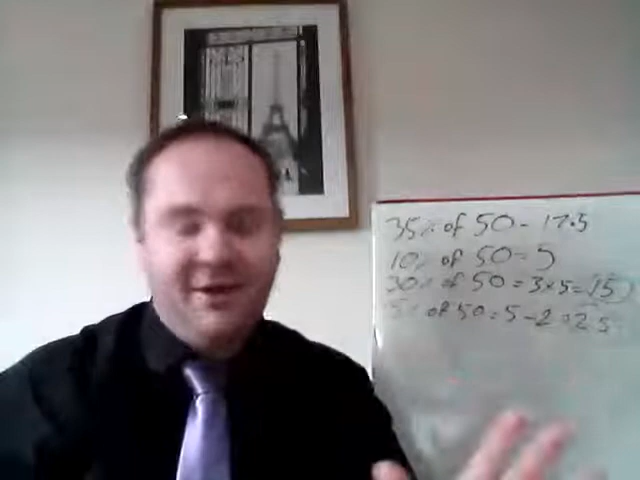 35% of 50 = 17.5
10% of 50 = 5
30% of 50 = 3×5=15
5% of 50 = 5÷2 = 2.5